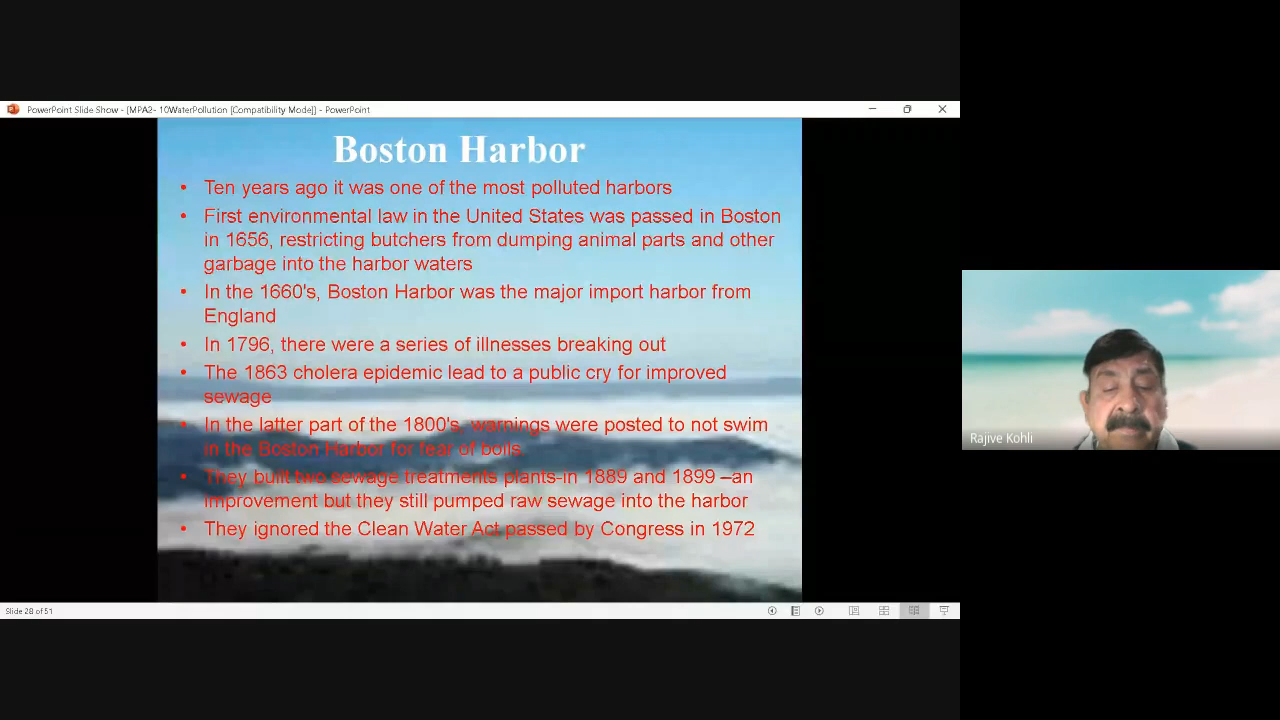 PowerPoint Slide Show - [MPA2- 10WaterPollution [Compatibility Mode]] - PowerPoint
Boston Harbor
• Ten years ago it was one of the most polluted harbors
• First environmental law in the United States was passed in Boston
in 1656, restricting butchers from dumping animal parts and other
garbage into the harbor waters
• In the 1660's, Boston Harbor was the major import harbor from
England
• In 1796, there were a series of illnesses breaking out
• The 1863 cholera epidemic lead to a public cry for improved
sewage
• In the latter part of the 1800's, warnings were posted to not swim
in the Boston Harbor for fear of boils.
• They built two sewage treatments plants-in 1889 and 1899 –an
improvement but they still pumped raw sewage into the harbor
• They ignored the Clean Water Act passed by Congress in 1972
Rajive Kohli
Slide 28 of 51